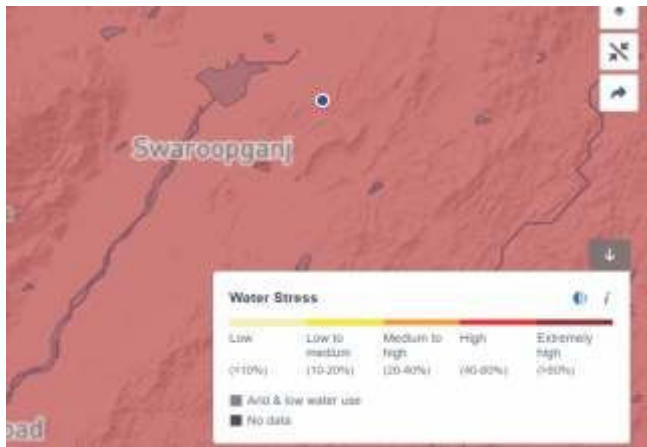 Swaroopganj
Water Stress
Low
Low to medium
Medium to high
High
Extremely high
(<10%)
(10-20%)
(20-40%)
(40-80%)
(>80%)
Arid & low water use
No data
oad